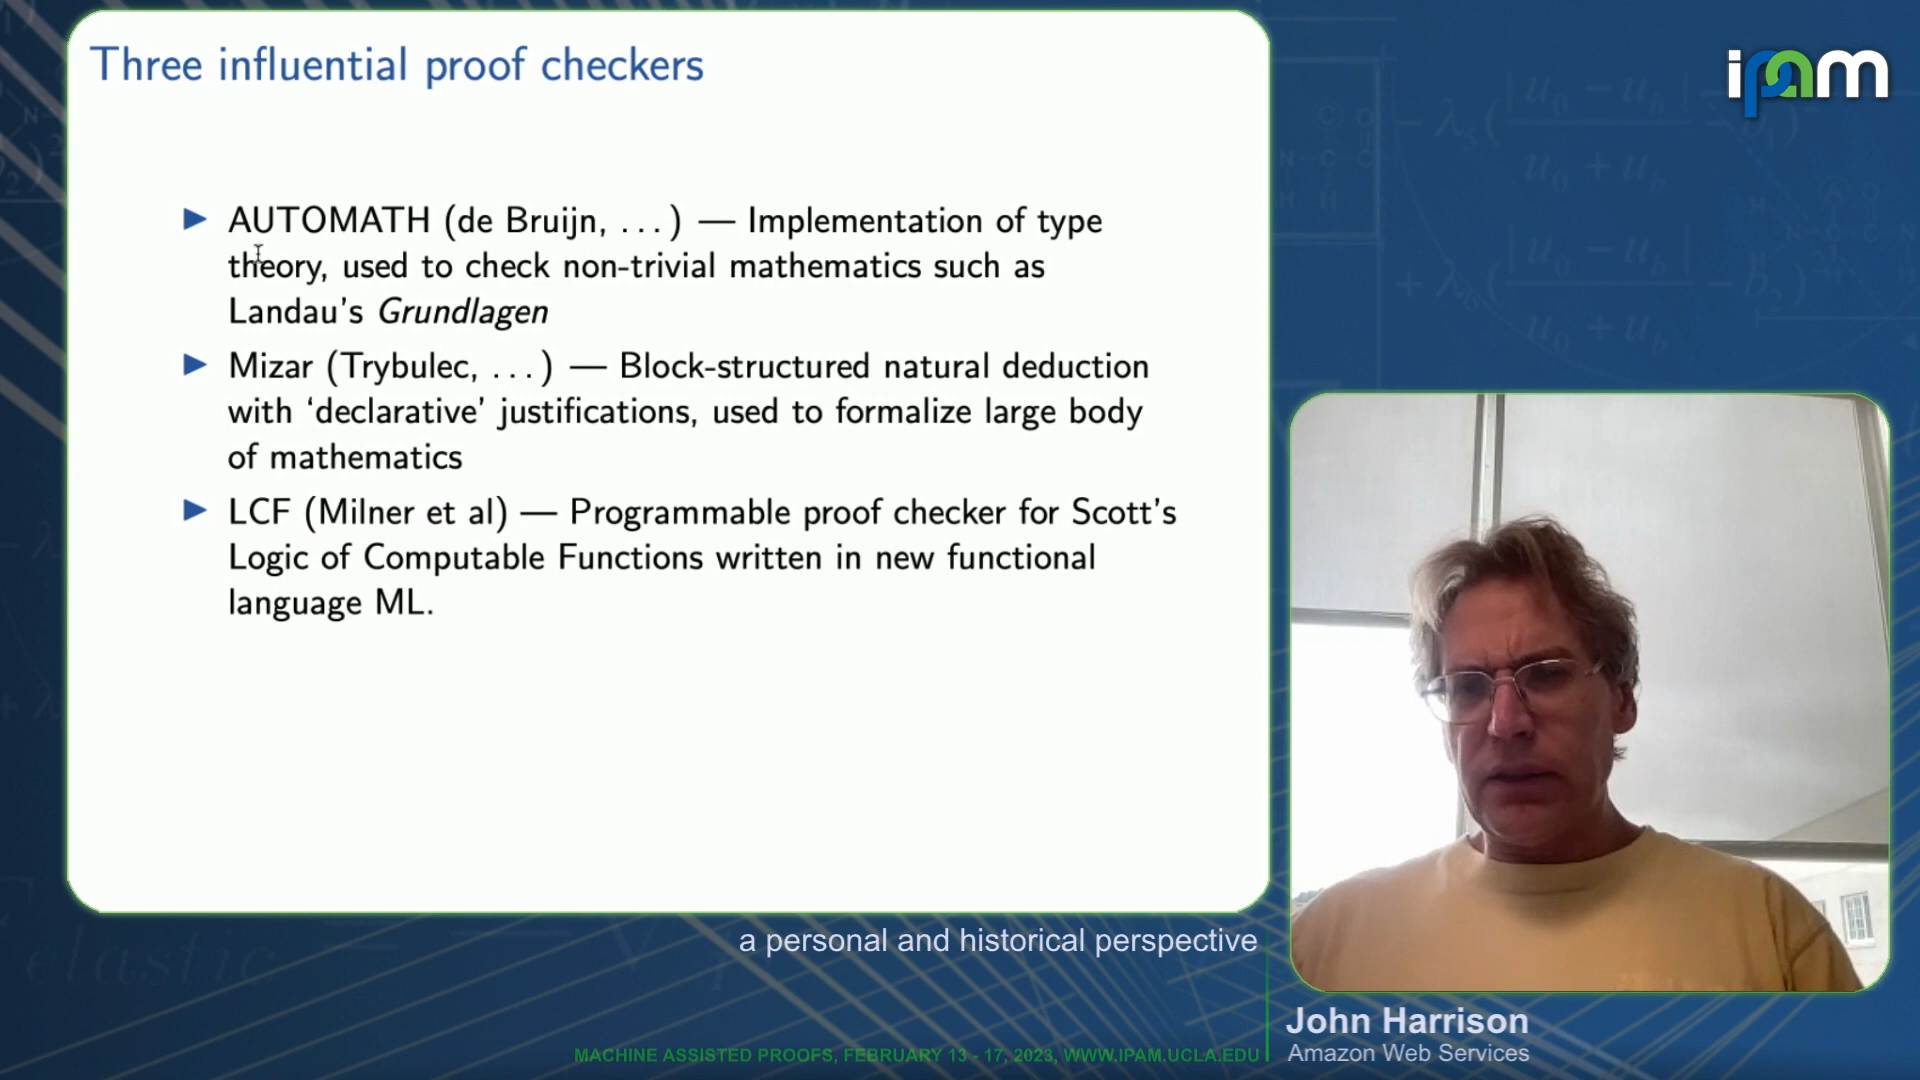 Three influential proof checkers
ipam
▶ AUTOMATH (de Bruijn, ...) — Implementation of type
theory, used to check non-trivial mathematics such as
Landau's Grundlagen
▶ Mizar (Trybulec, ...) — Block-structured natural deduction
with ‘declarative’ justifications, used to formalize large body
of mathematics
▶ LCF (Milner et al) — Programmable proof checker for Scott's
Logic of Computable Functions written in new functional
language ML.
a personal and historical perspective
John Harrison
Amazon Web Services
MACHINE ASSISTED PROOFS, FEBRUARY 13 - 17, 2023, WWW.IPAM.UCLA.EDU